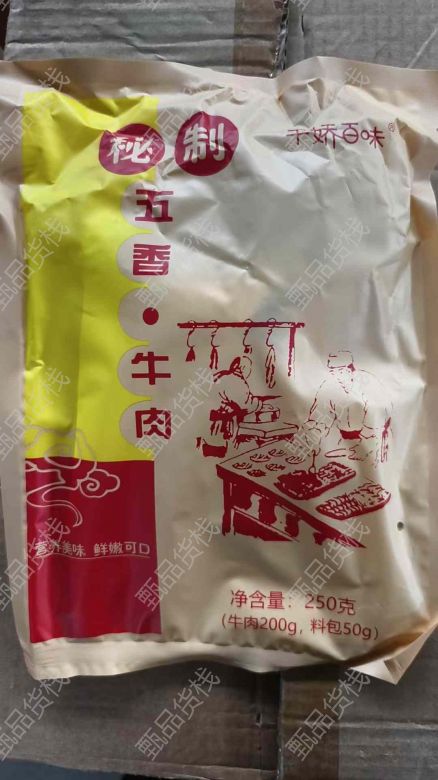 秘制
千娇百味®
五香·牛肉
营养美味 鲜嫩可口
净含量：250克
(牛肉200g，料包50g)
甄品货栈